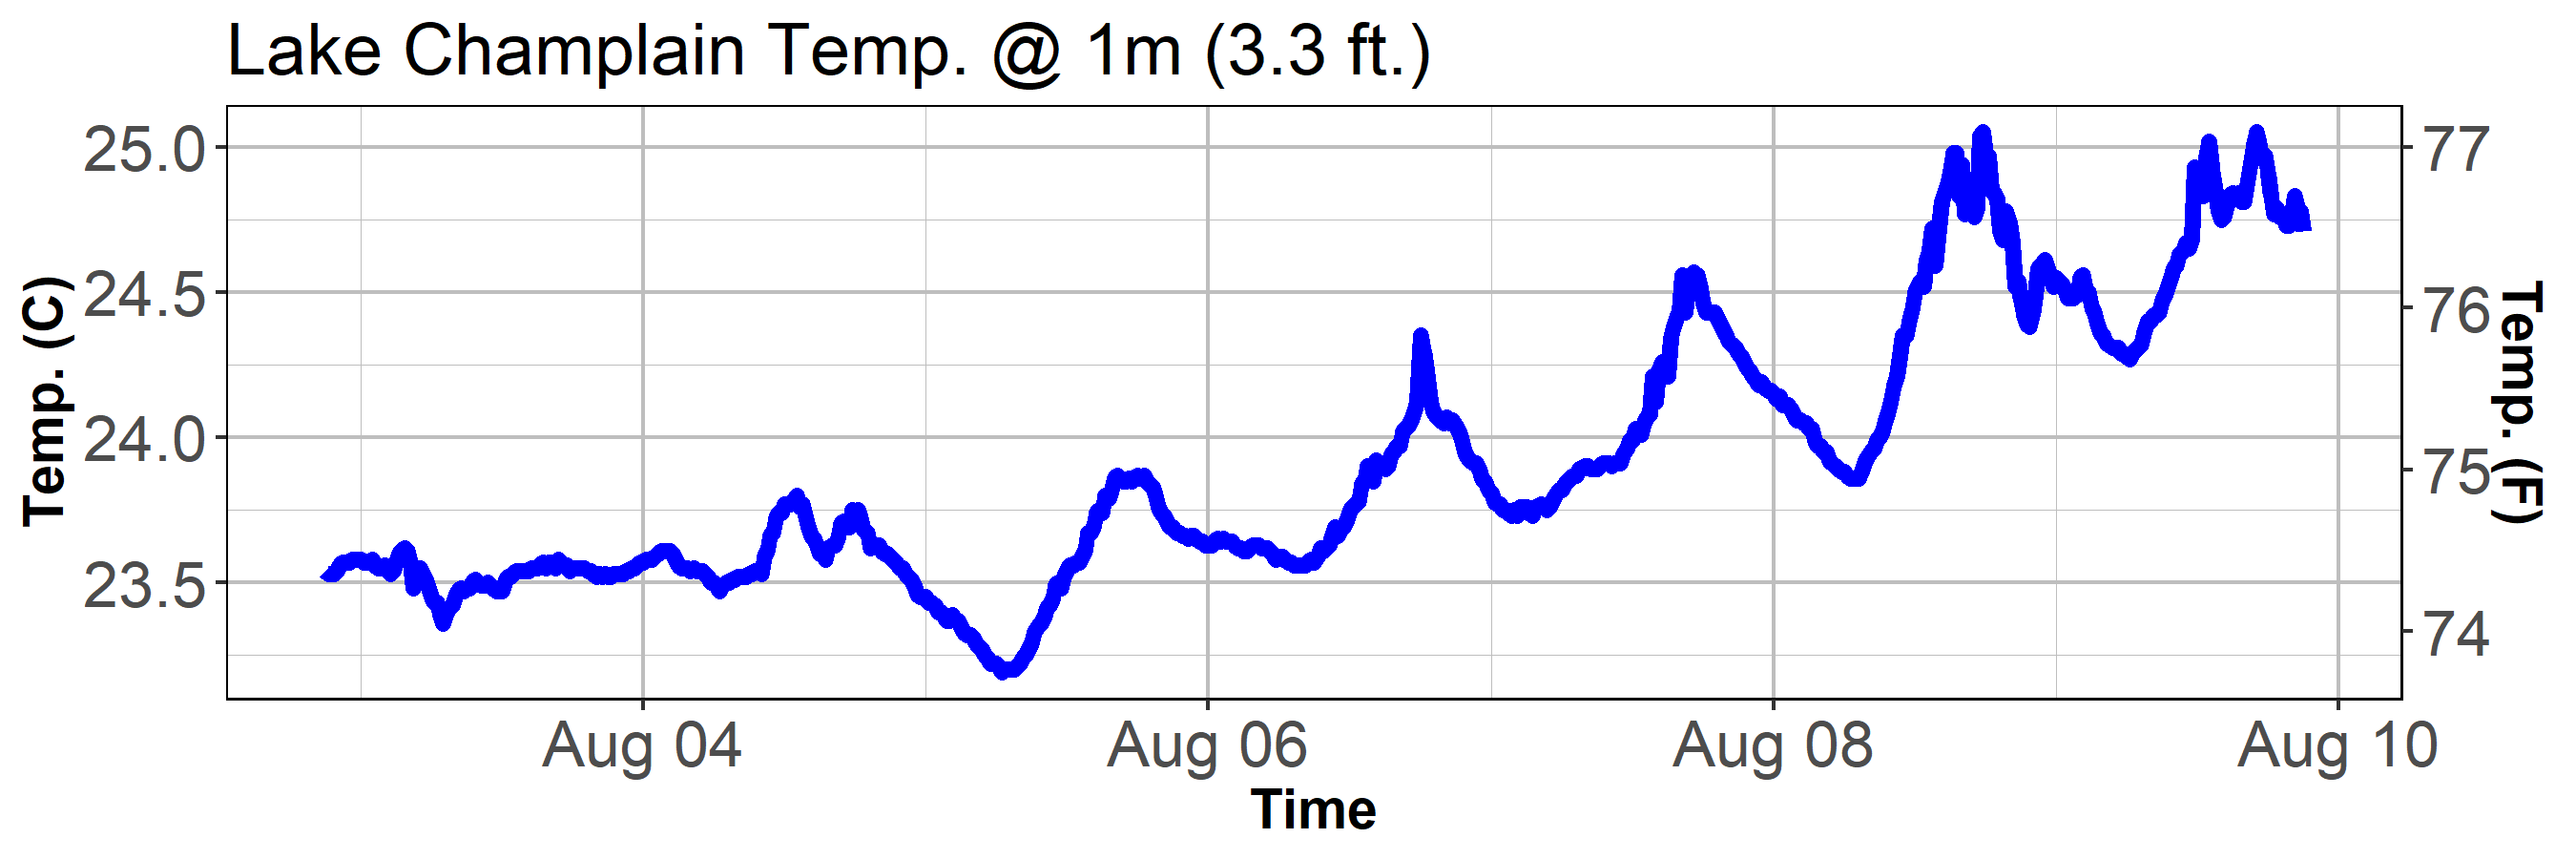 Lake Champlain Temp. @ 1m (3.3 ft.)
25.0
24.5
24.0
23.5
Temp. (C)
77
76
75
74
Temp. (F)
Aug 04 Aug 06 Aug 08 Aug 10
Time